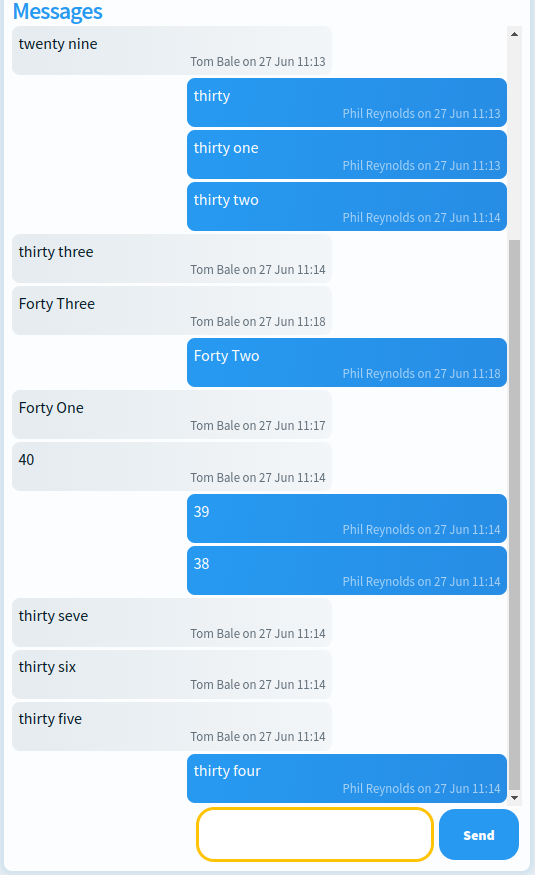 Messages
twenty nine
Tom Bale on 27 Jun 11:13
thirty
Phil Reynolds on 27 Jun 11:13
thirty one
Phil Reynolds on 27 Jun 11:13
thirty two
Phil Reynolds on 27 Jun 11:14
thirty three
Tom Bale on 27 Jun 11:14
Forty Three
Tom Bale on 27 Jun 11:18
Forty Two
Phil Reynolds on 27 Jun 11:18
Forty One
Tom Bale on 27 Jun 11:17
40
Tom Bale on 27 Jun 11:14
39
Phil Reynolds on 27 Jun 11:14
38
Phil Reynolds on 27 Jun 11:14
thirty seve
Tom Bale on 27 Jun 11:14
thirty six
Tom Bale on 27 Jun 11:14
thirty five
Tom Bale on 27 Jun 11:14
thirty four
Phil Reynolds on 27 Jun 11:14
Send